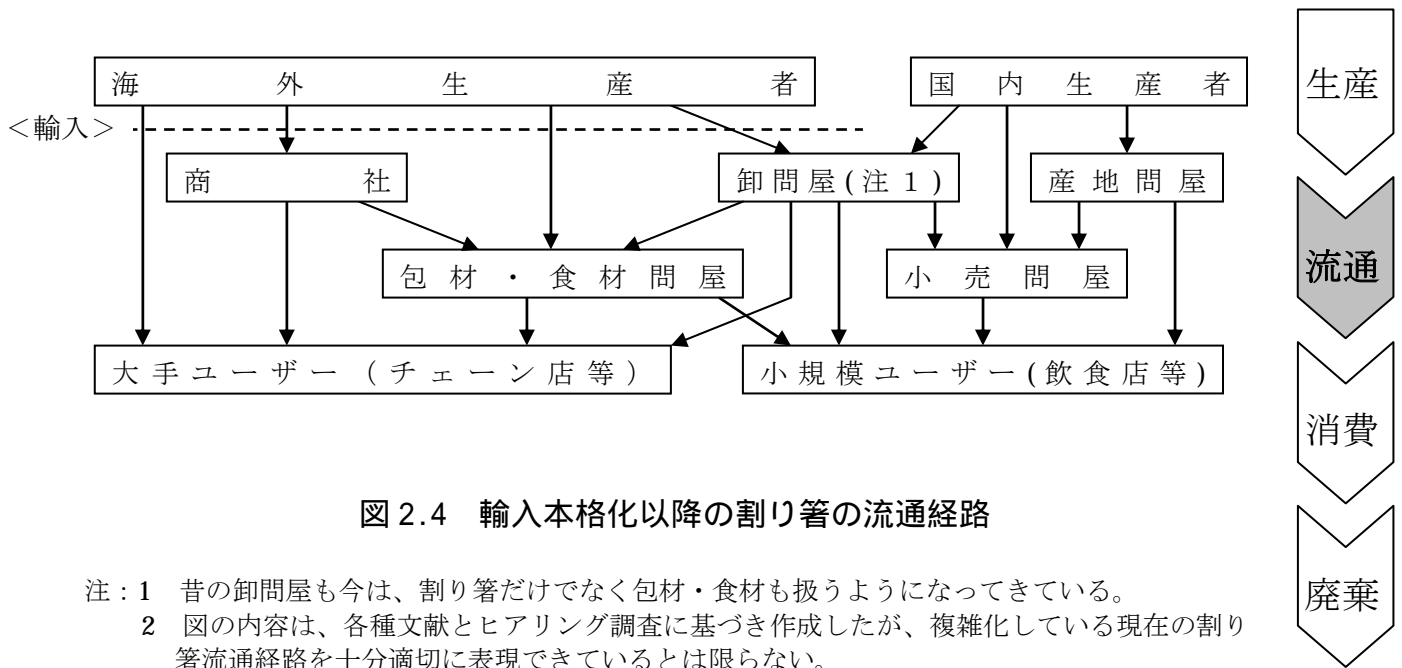 海外生産者
国内生産者
<輸入>
商社
卸問屋(注1)
産地問屋
包材・食材問屋
小売問屋
大手ユーザー(チェーン店等)
小規模ユーザー(飲食店等)
図2.4 輸入本格化以降の割り箸の流通経路
注:1 昔の卸問屋も今は、割り箸だけでなく包材・食材も扱うようになってきている。
2 図の内容は、各種文献とヒアリング調査に基づき作成したが、複雑化している現在の割り
箸流通経路を十分適切に表現できているとは限らない。
生産
流通
消費
廃棄